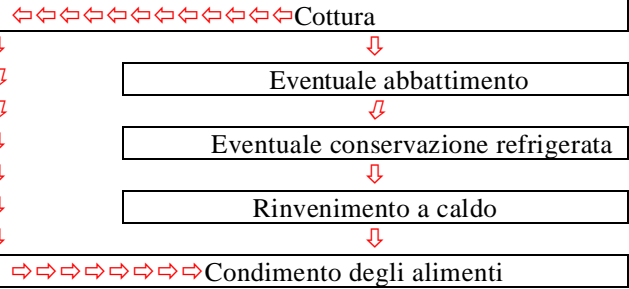 Cottura
Eventuale abbattimento
Eventuale conservazione refrigerata
Rinvenimento a caldo
Condimento degli alimenti